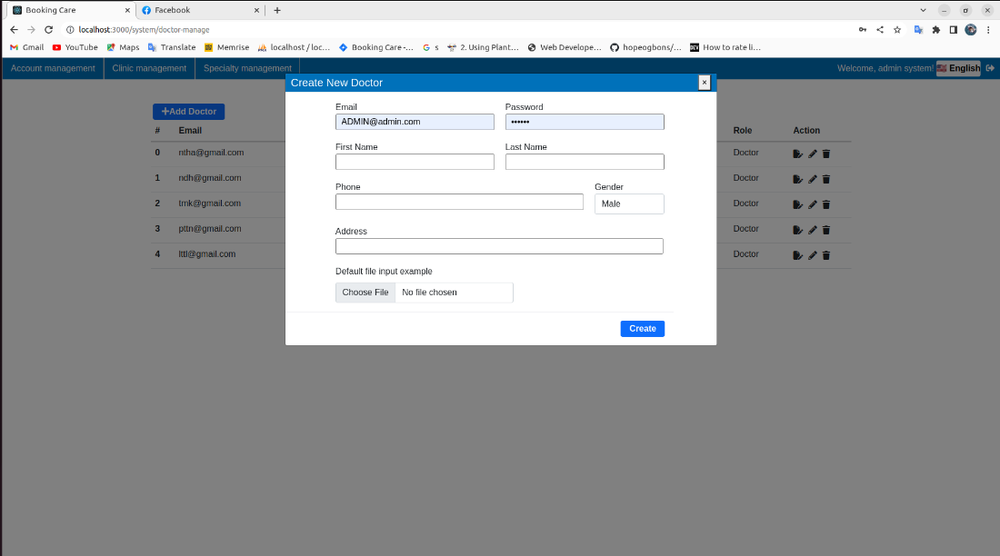 Booking Care
Facebook
localhost:3000/system/doctor-manage
Gmail YouTube Maps Translate Memrise localhost / loc… Booking Care -… G s 2. Using Plant… Web Develope… hopeogbons/… DEV How to rate li…
Account management Clinic management Specialty management Welcome, admin system! English
Create New Doctor ×
+Add Doctor
# Email Role Action
0 ntha@gmail.com Doctor
1 ndh@gmail.com Doctor
2 tmk@gmail.com Doctor
3 pttn@gmail.com Doctor
4 lttl@gmail.com Doctor
Email Password
ADMIN@admin.com ••••••
First Name Last Name
Phone Gender
Male
Address
Default file input example
Choose File No file chosen
Create